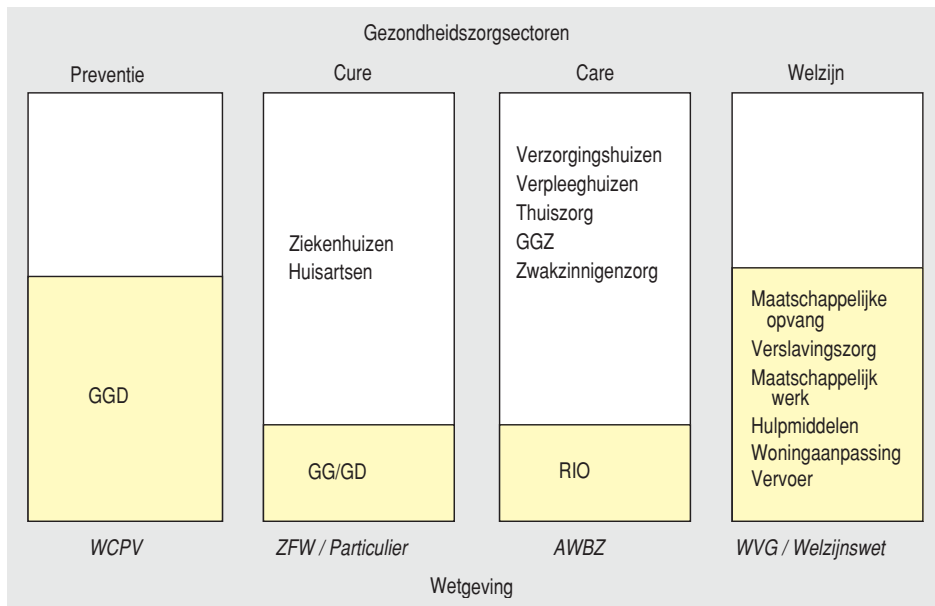 Gezondheidszorgsectoren
Preventie
Cure
Care
Welzijn
GGD
Ziekenhuizen
Huisartsen
GG/GD
Verzorgingshuizen
Verpleeghuizen
Thuiszorg
GGZ
Zwakzinnigenzorg
RIO
Maatschappelijke
opvang
Verslavingszorg
Maatschappelijk
werk
Hulpmiddelen
Woningaanpassing
Vervoer
WCPV
ZFW / Particulier
AWBZ
WVG / Welzijnswet
Wetgeving